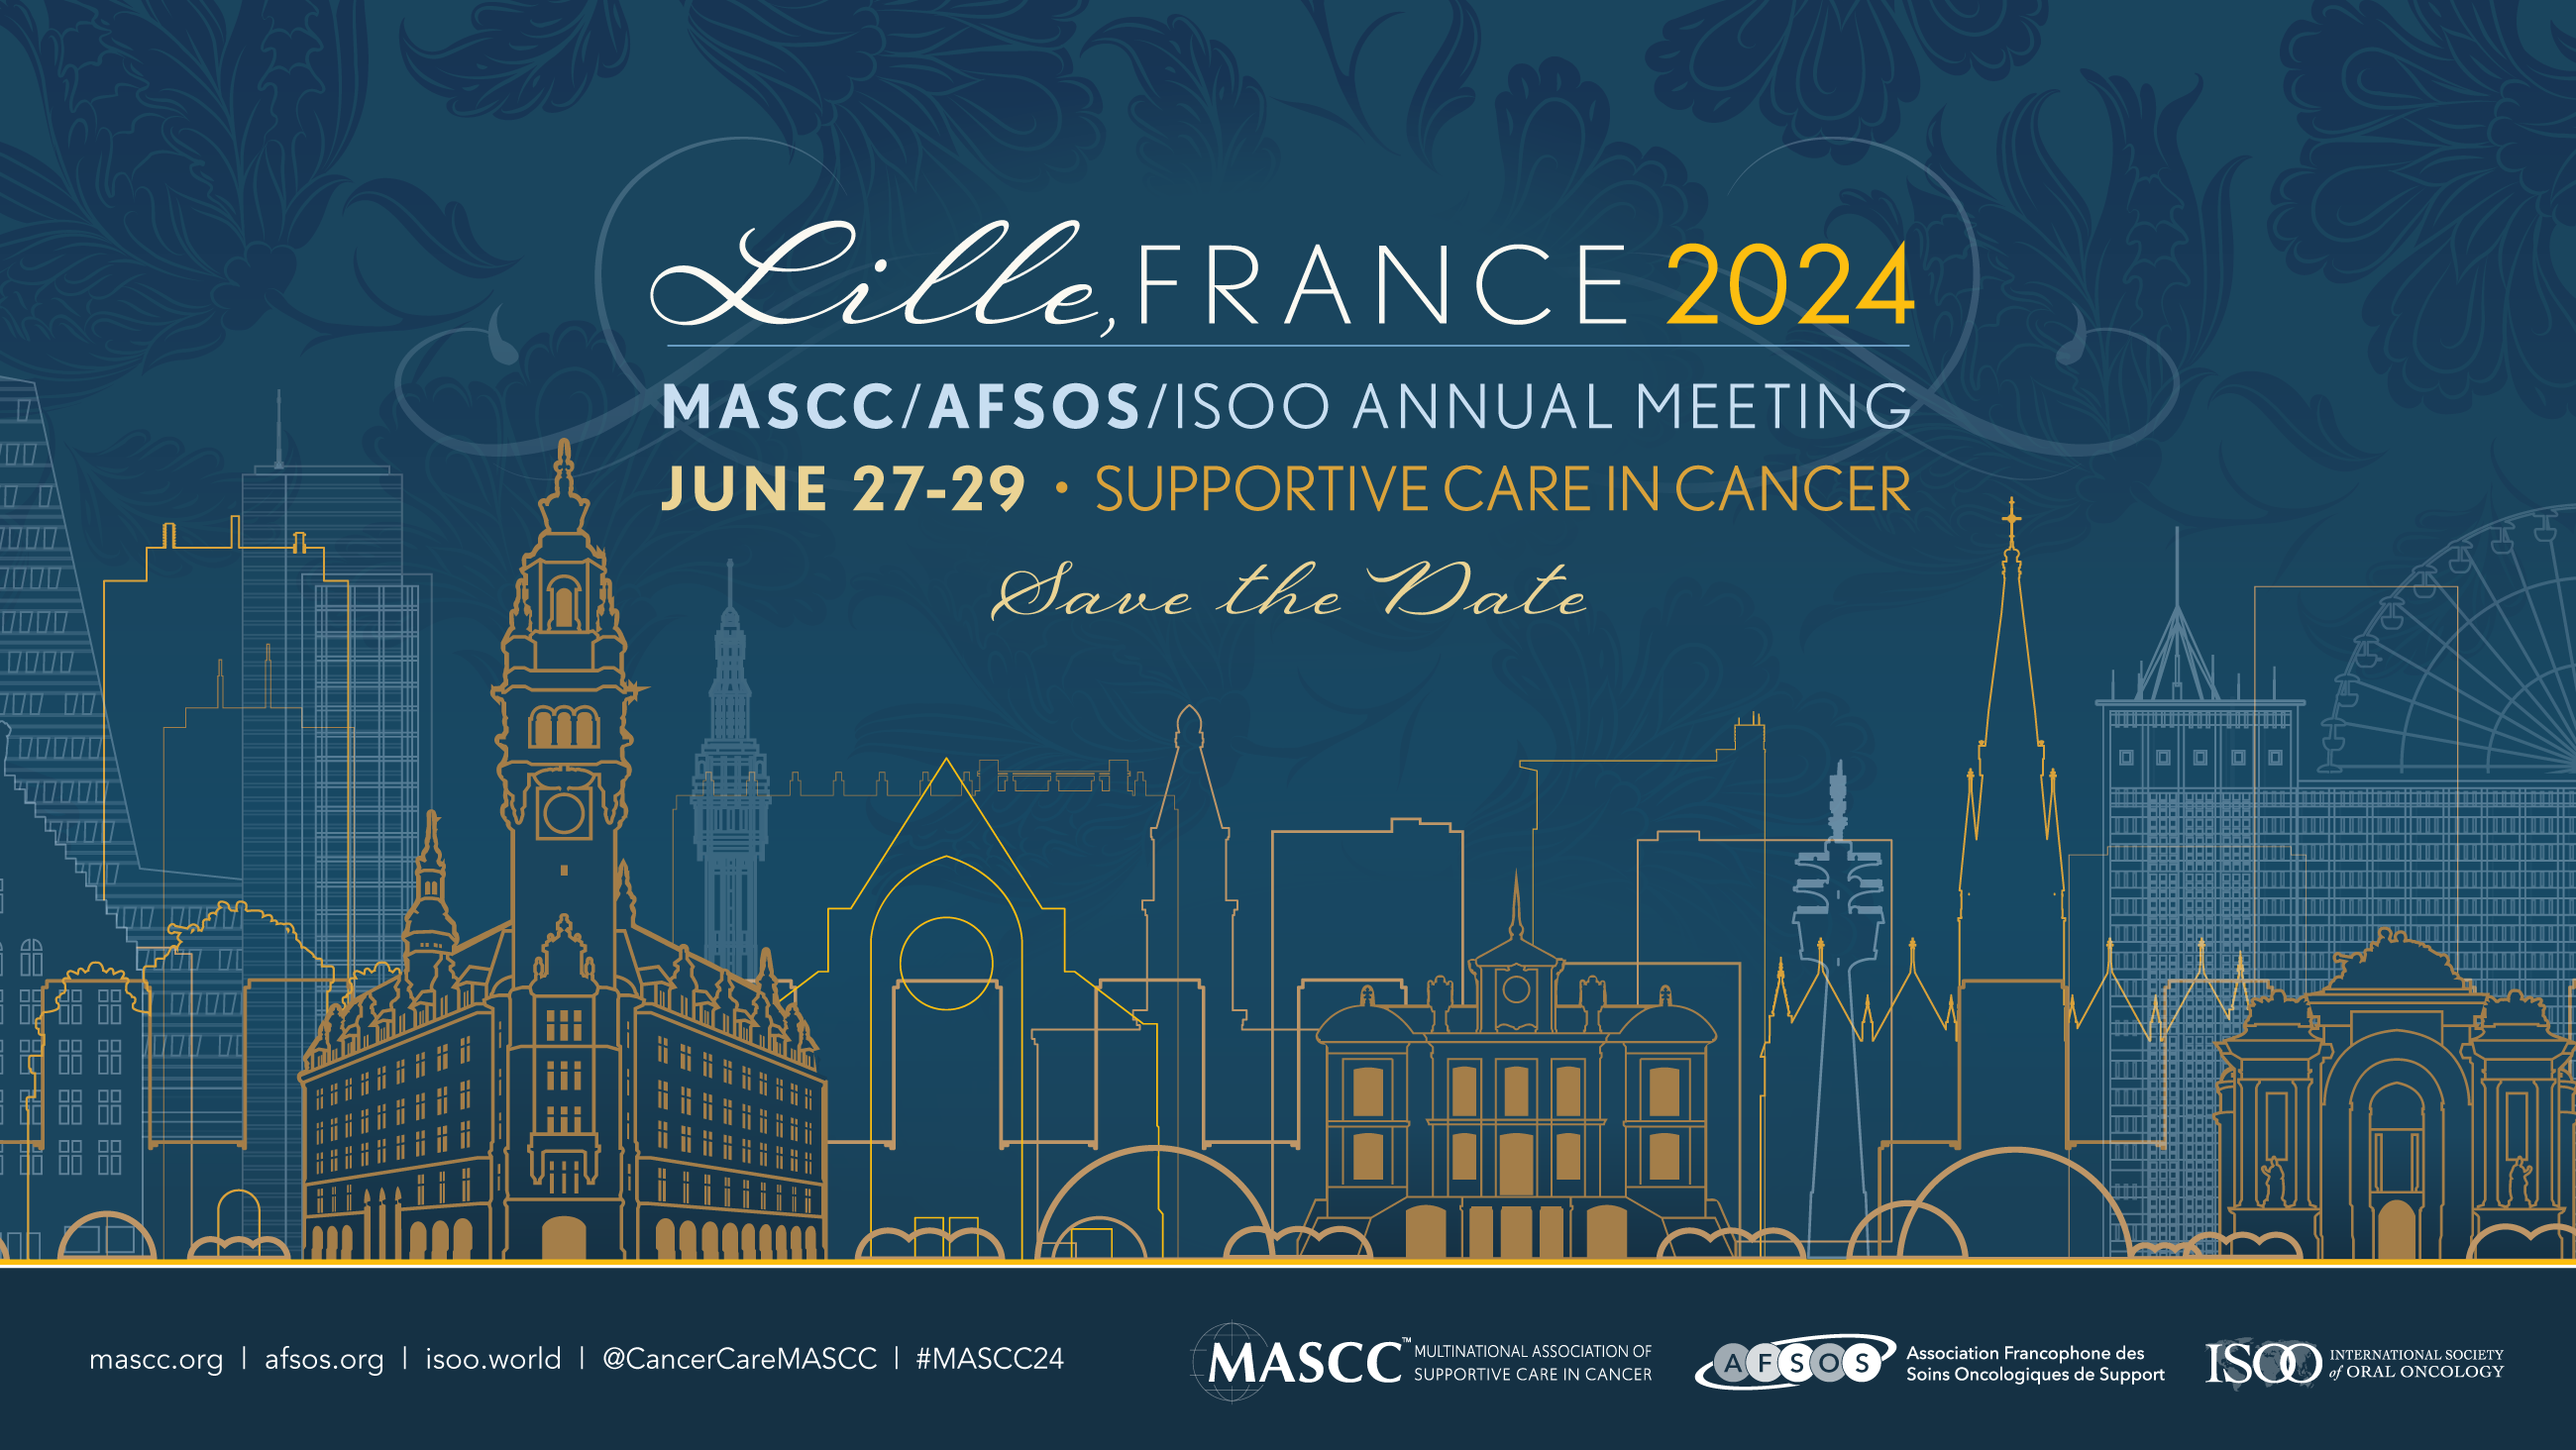 Lille, FRANCE 2024
MASCC/AFSOS/ISOO ANNUAL MEETING
JUNE 27-29 • SUPPORTIVE CARE IN CANCER
Save the Date
mascc.org | afsos.org | isoo.world | @CancerCareMASCC | #MASCC24
MASCC™ MULTINATIONAL ASSOCIATION OF
SUPPORTIVE CARE IN CANCER
AFSOS Association Francophone des
Soins Oncologiques de Support
ISOO INTERNATIONAL SOCIETY
of ORAL ONCOLOGY